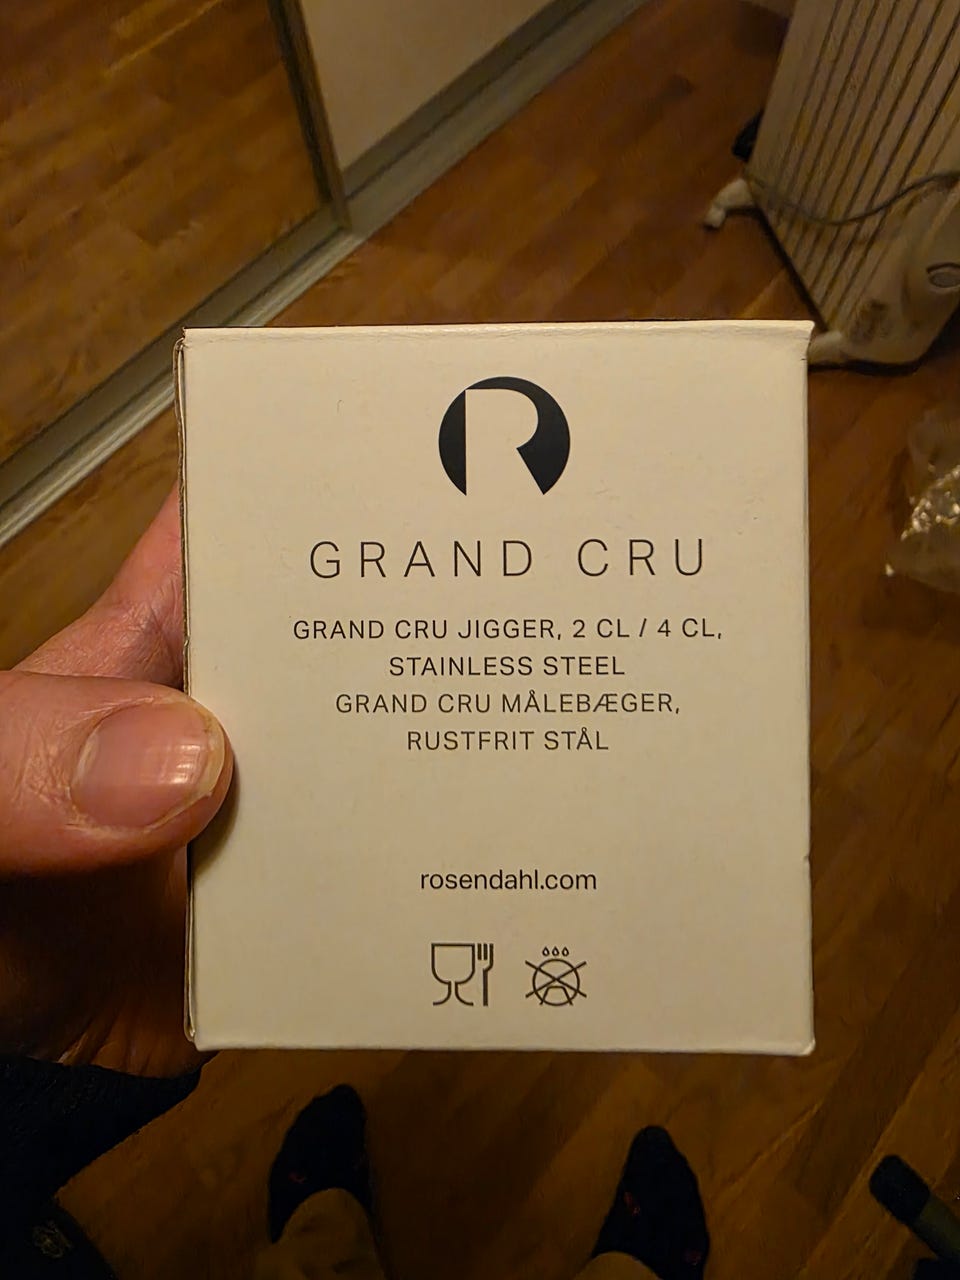 R
GRAND CRU
GRAND CRU JIGGER, 2 CL / 4 CL,
STAINLESS STEEL
GRAND CRU MÅLEBÆGER,
RUSTFRIT STÅL
rosendahl.com